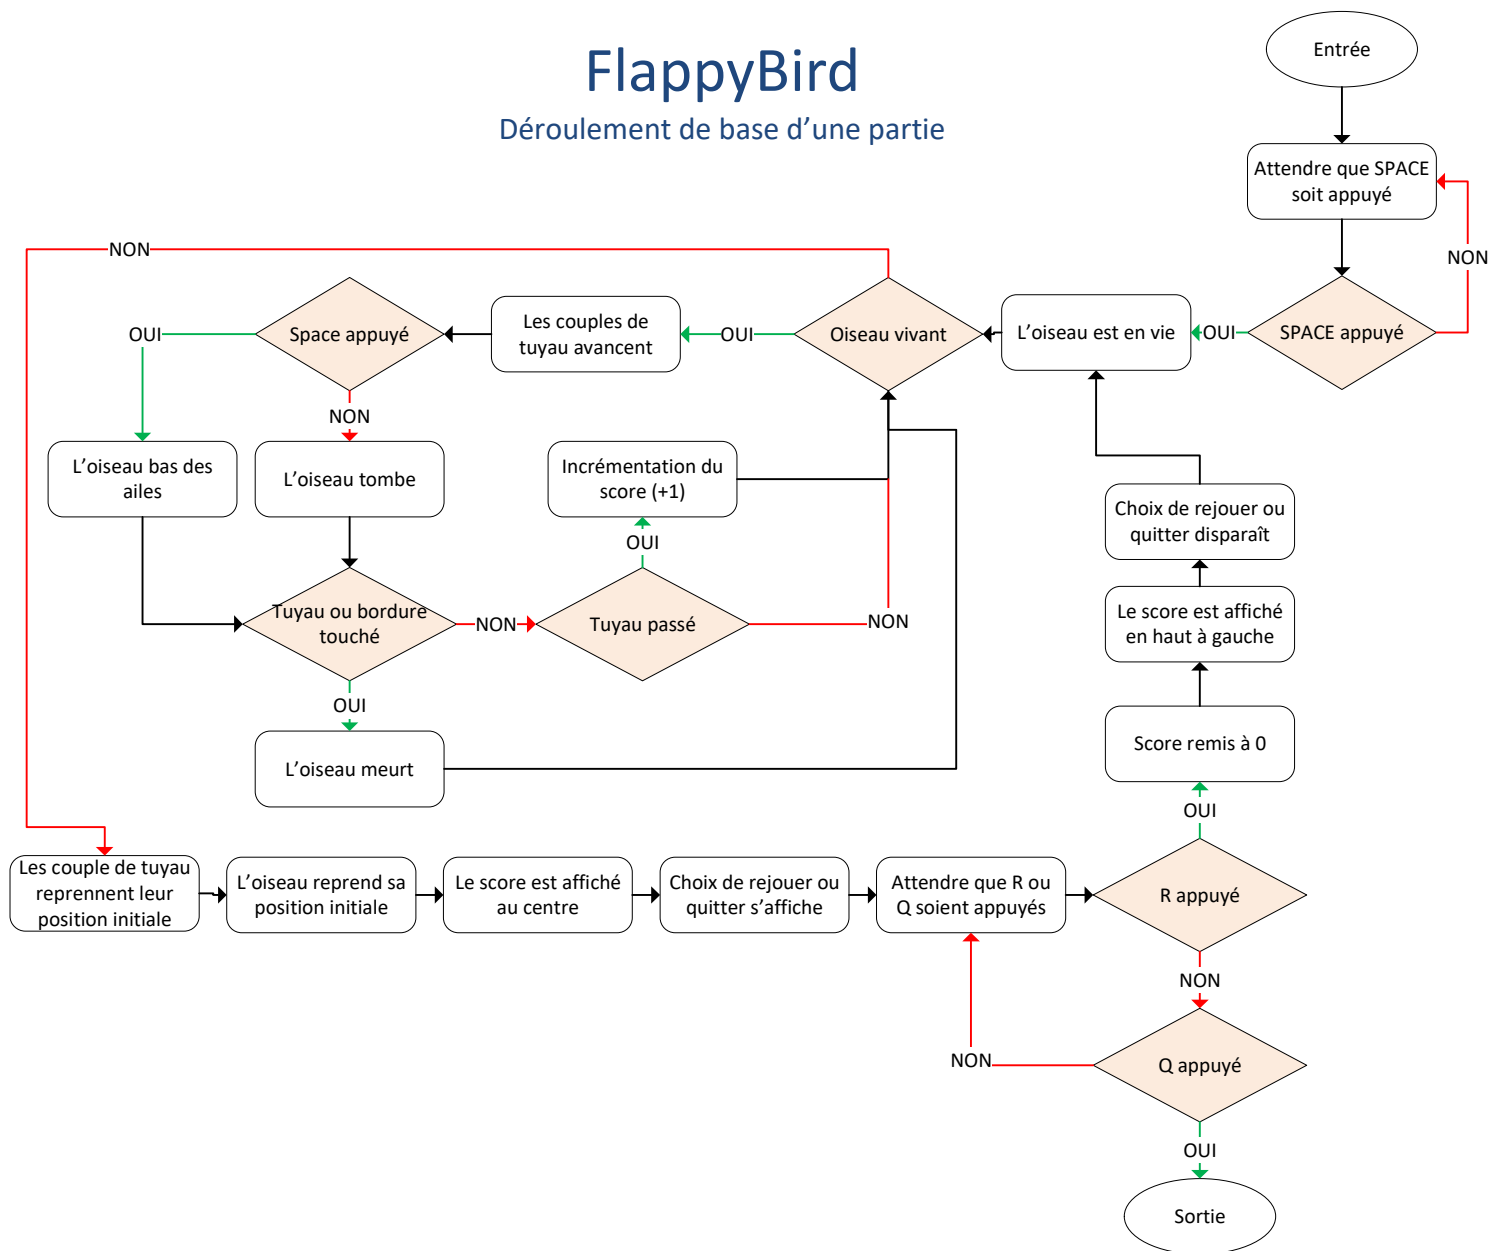 FlappyBird
Déroulement de base d’une partie
Entrée
Attendre que SPACE
soit appuyé
NON
SPACE appuyé
OUI
L’oiseau est en vie
Oiseau vivant
NON
OUI
Les couples de
tuyau avancent
Space appuyé
OUI
NON
L’oiseau bas des
ailes
L’oiseau tombe
Incrémentation du
score (+1)
OUI
Tuyau ou bordure
touché
NON
Tuyau passé
NON
OUI
L’oiseau meurt
Choix de rejouer ou
quitter disparaît
Le score est affiché
en haut à gauche
Score remis à 0
OUI
Les couple de tuyau
reprennent leur
position initiale
L’oiseau reprend sa
position initiale
Le score est affiché
au centre
Choix de rejouer ou
quitter s’affiche
Attendre que R ou
Q soient appuyés
R appuyé
NON
Q appuyé
NON
OUI
Sortie